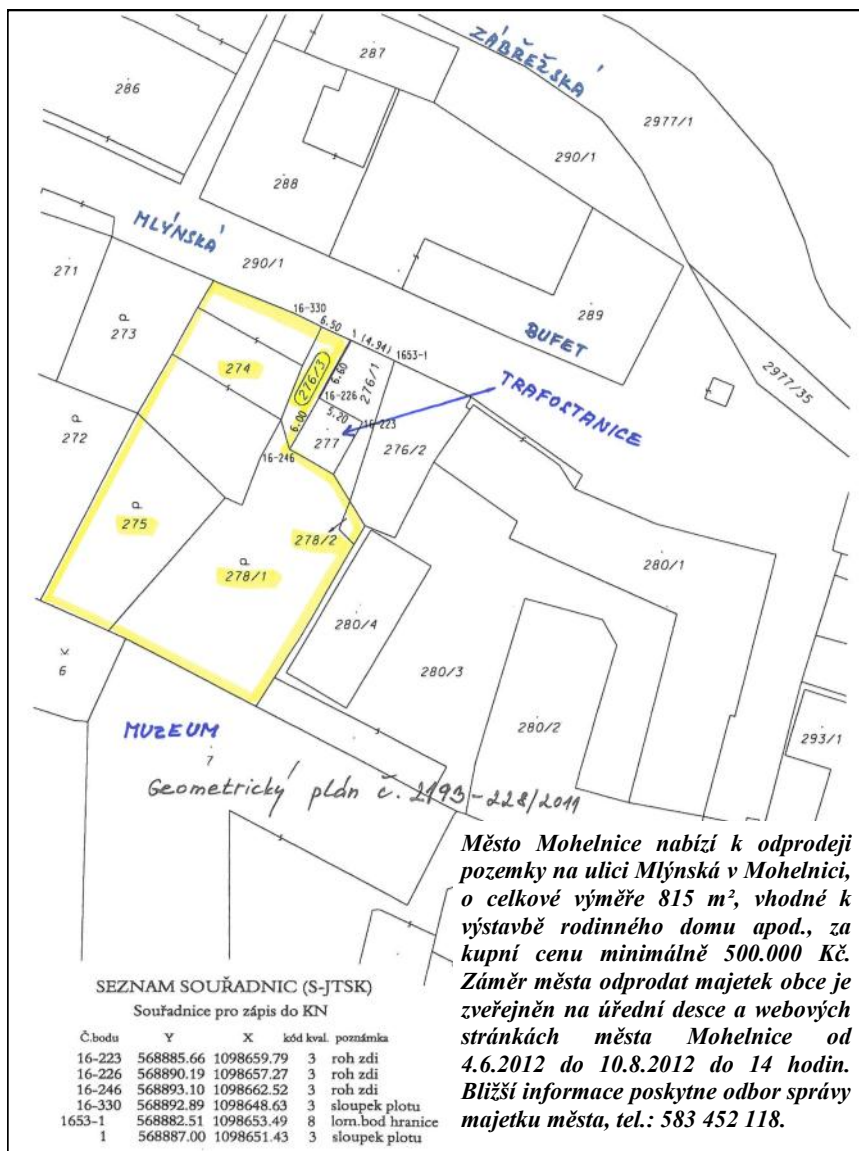 ZÁBŘEŽSKÁ
287
286
2977/1
290/1
288
MLÝNSKÁ
290/1
271
289
273
16-330
6.50
1 (4.94)
1653-1
BUFET
274
276/3
6.60
276/1
2977/35
TRAFOSTANICE
16-226
5.20
16-223
6.00
277
276/2
272
16-246
275
278/2
278/1
280/1
280/4
6
280/3
280/2
293/1
MUZEUM
7
Geometrický plán č. 2193-228/2011
Město Mohelnice nabízí k odprodeji
pozemky na ulici Mlýnská v Mohelnici,
o celkové výměře 815 m², vhodné k
výstavbě rodinného domu apod., za
kupní cenu minimálně 500.000 Kč.
Záměr města odprodat majetek obce je
zveřejněn na úřední desce a webových
stránkách města Mohelnice od
4.6.2012 do 10.8.2012 do 14 hodin.
Bližší informace poskytne odbor správy
majetku města, tel.: 583 452 118.
SEZNAM SOUŘADNIC (S-JTSK)
Souřadnice pro zápis do KN
Č.bodu Y X kód kval. poznámka
16-223 568885.66 1098659.79 3 roh zdi
16-226 568890.19 1098657.27 3 roh zdi
16-246 568893.10 1098662.52 3 roh zdi
16-330 568892.89 1098648.63 3 sloupek plotu
1653-1 568882.51 1098653.49 8 lom.bod hranice
1 568887.00 1098651.43 3 sloupek plotu